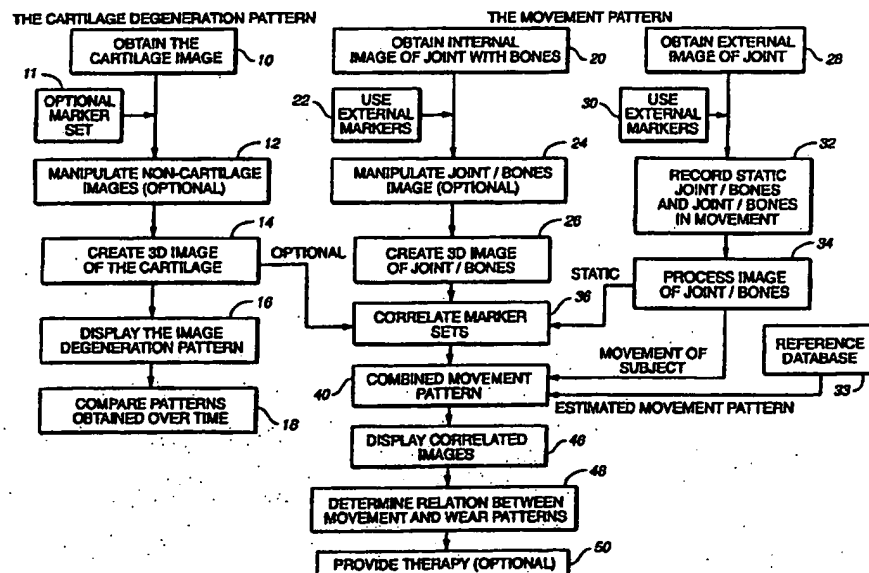 THE CARTILAGE DEGENERATION PATTERN
OBTAIN THE
CARTILAGE IMAGE
10
11
OPTIONAL
MARKER
SET
12
MANIPULATE NON-CARTILAGE
IMAGES (OPTIONAL)
14
CREATE 3D IMAGE
OF THE CARTILAGE
OPTIONAL
16
DISPLAY THE IMAGE
DEGENERATION PATTERN
COMPARE PATTERNS
OBTAINED OVER TIME
18
THE MOVEMENT PATTERN
OBTAIN INTERNAL
IMAGE OF JOINT WITH BONES
20
22
USE
EXTERNAL
MARKERS
24
MANIPULATE JOINT / BONES
IMAGE (OPTIONAL)
26
CREATE 3D IMAGE
OF JOINT / BONES
OBTAIN EXTERNAL
IMAGE OF JOINT
28
30
USE
EXTERNAL
MARKERS
32
RECORD STATIC
JOINT / BONES
AND JOINT / BONES
IN MOVEMENT
34
PROCESS IMAGE
OF JOINT / BONES
STATIC
36
CORRELATE MARKER
SETS
MOVEMENT OF
SUBJECT
REFERENCE
DATABASE
33
40
COMBINED MOVEMENT
PATTERN
ESTIMATED MOVEMENT PATTERN
DISPLAY CORRELATED
IMAGES
46
48
DETERMINE RELATION BETWEEN
MOVEMENT AND WEAR PATTERNS
50
PROVIDE THERAPY (OPTIONAL)